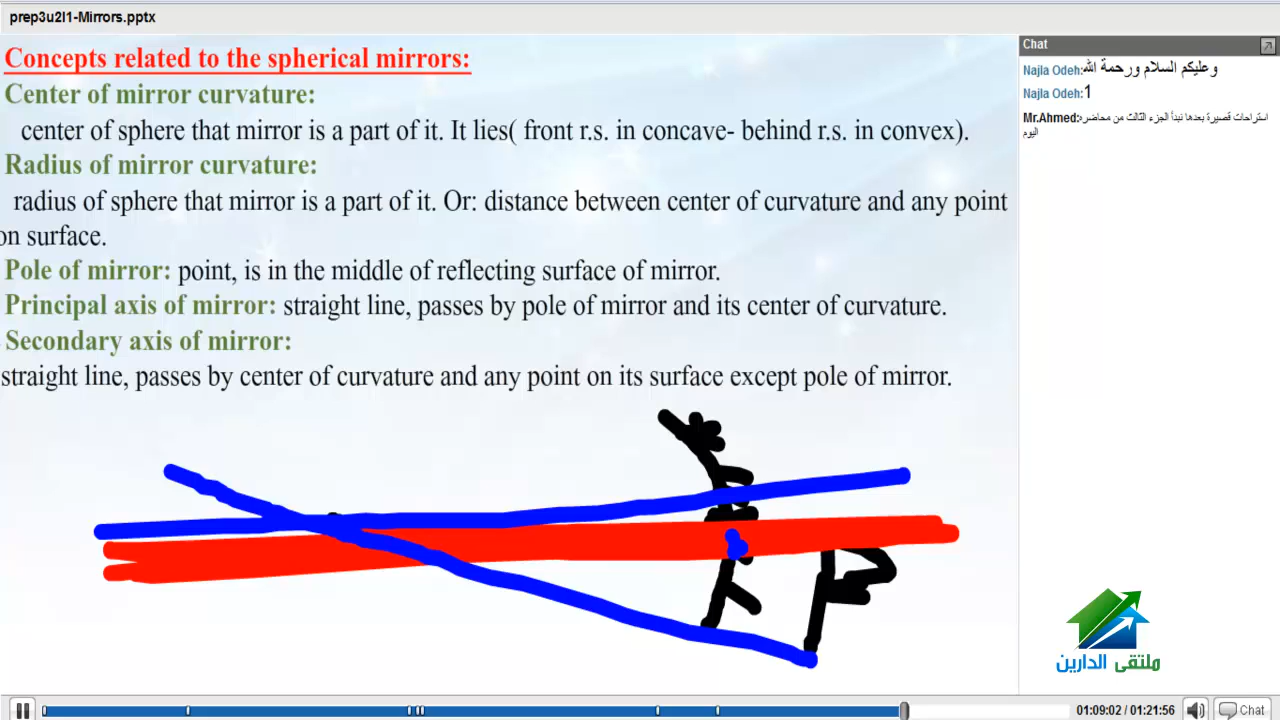 prep3u2l1-Mirrors.pptx
Concepts related to the spherical mirrors:
Center of mirror curvature:
center of sphere that mirror is a part of it. It lies( front r.s. in concave- behind r.s. in convex).
Radius of mirror curvature:
radius of sphere that mirror is a part of it. Or: distance between center of curvature and any point
on surface.
Pole of mirror: point, is in the middle of reflecting surface of mirror.
Principal axis of mirror: straight line, passes by pole of mirror and its center of curvature.
Secondary axis of mirror:
straight line, passes by center of curvature and any point on its surface except pole of mirror.
P
Chat
Najla Odeh: وعليكم السلام ورحمة الله
Najla Odeh: 1
Mr.Ahmed: استراحات قصيرة بعدها نبدأ الجزء الثالث من محاضره
اليوم
ملتقى الدارين
01:09:02 / 01:21:56
Chat